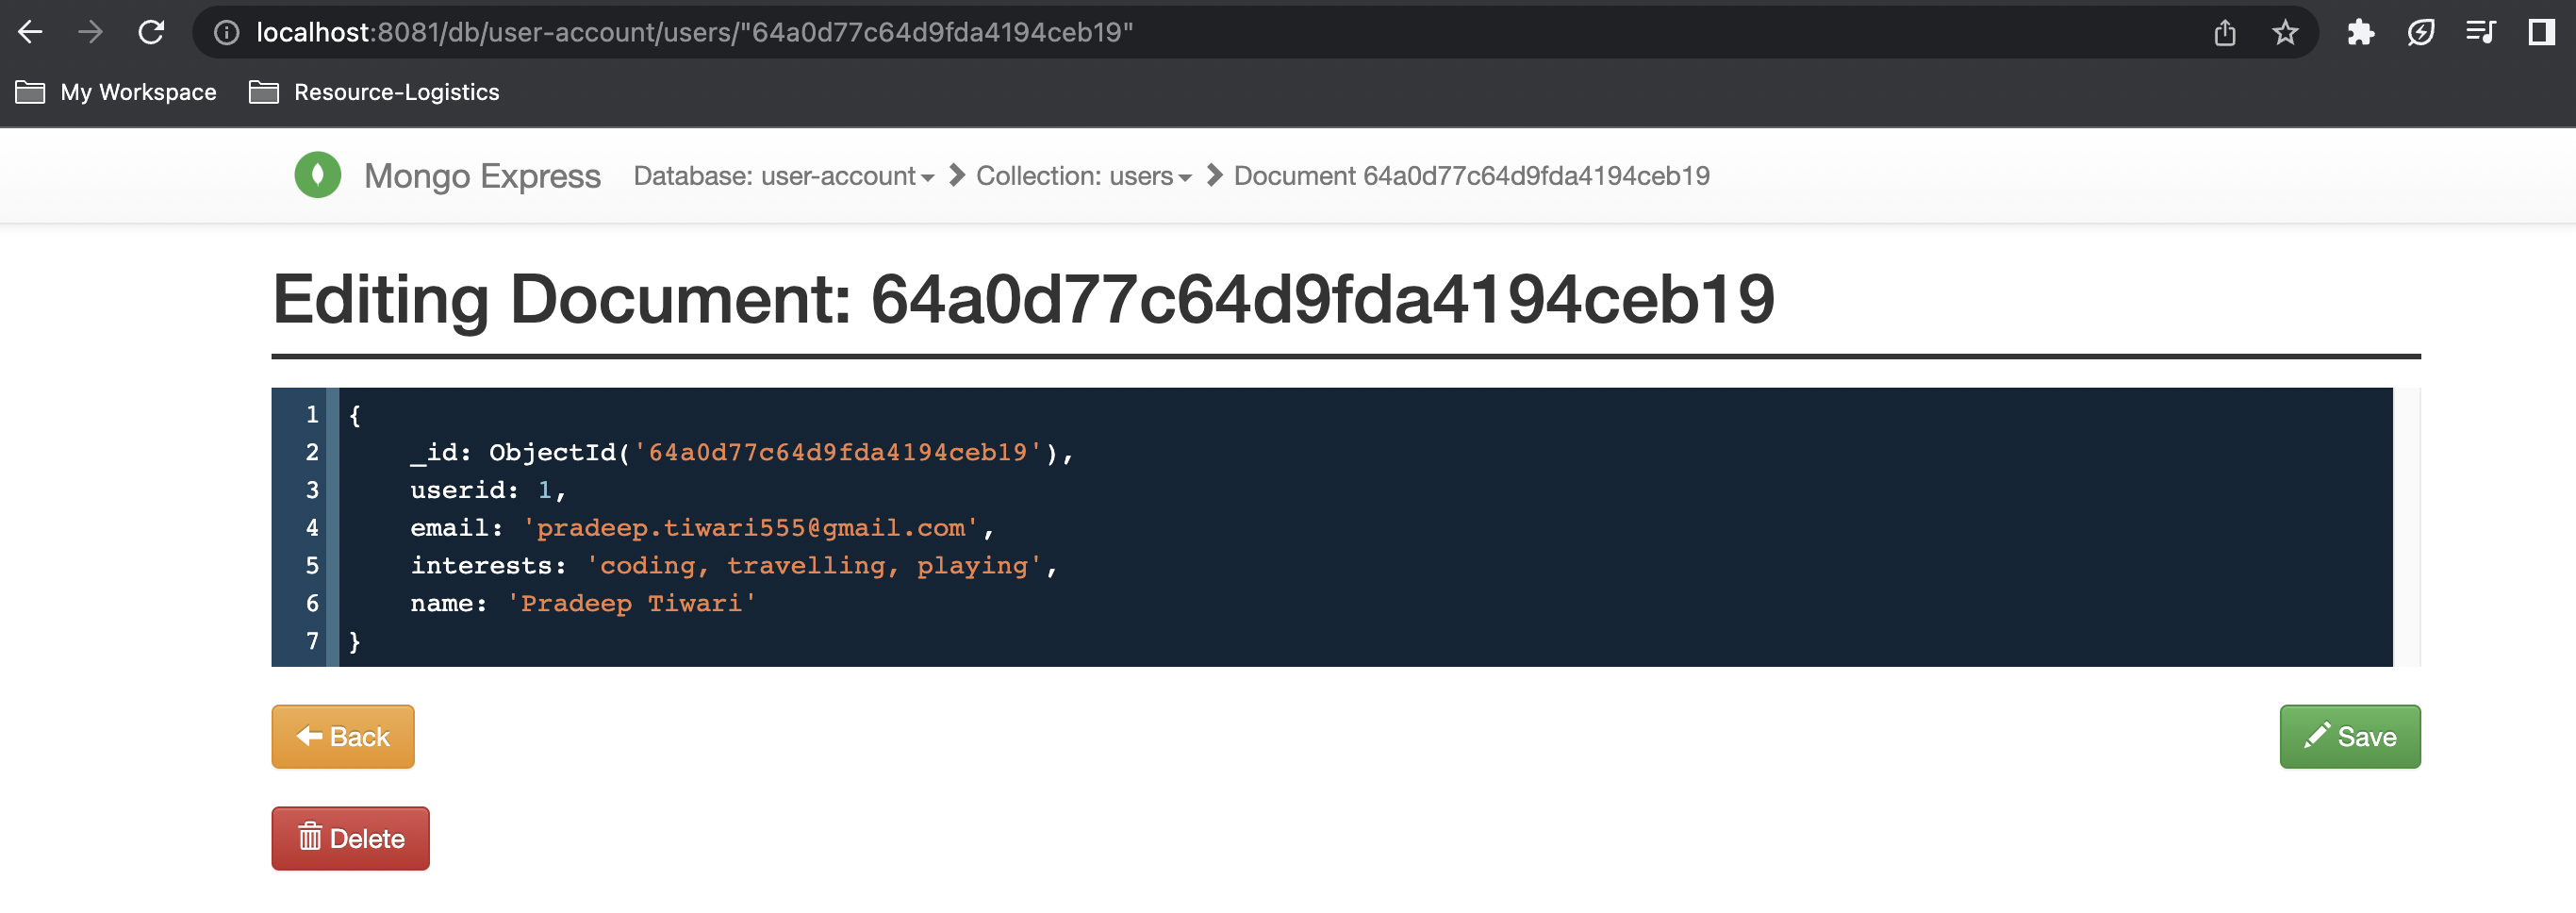 localhost:8081/db/user-account/users/"64a0d77c64d9fda4194ceb19"
My Workspace Resource-Logistics
Mongo Express Database: user-account Collection: users Document 64a0d77c64d9fda4194ceb19
Editing Document: 64a0d77c64d9fda4194ceb19
1 {
2 _id: ObjectId('64a0d77c64d9fda4194ceb19'),
3 userid: 1,
4 email: 'pradeep.tiwari555@gmail.com',
5 interests: 'coding, travelling, playing',
6 name: 'Pradeep Tiwari'
7 }
Back Save
Delete